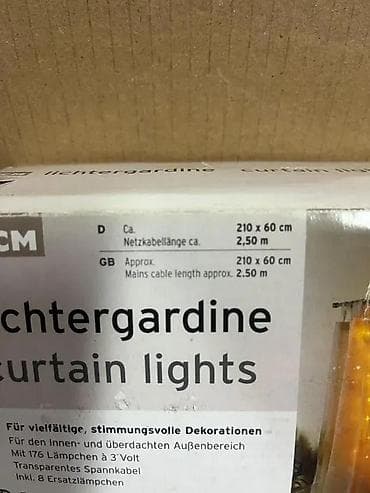 lichtergardine curtain ligh
CM
D Ca. 210 x 60 cm
Netzkabellänge ca. 2,50 m
GB Approx. 210 x 60 cm
Mains cable length approx. 2.50 m
chtergardine
curtain lights
Für vielfältige, stimmungsvolle Dekorationen
Für den Innen- und überdachten Außenbereich
Mit 176 Lämpchen à 3 Volt
Transparentes Spannkabel
Inkl. 8 Ersatzlämpchen